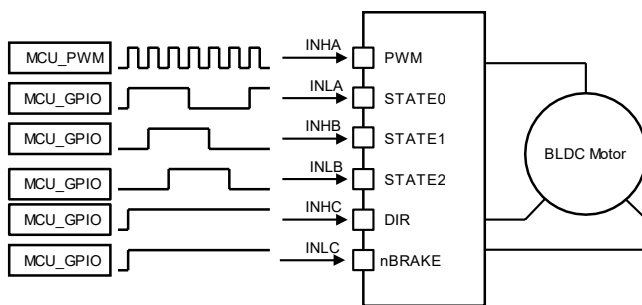 MCU_PWM INHA PWM
MCU_GPIO INLA STATE0
MCU_GPIO INHB STATE1
MCU_GPIO INLB STATE2
MCU_GPIO INHC DIR
MCU_GPIO INLC nBRAKE
BLDC Motor